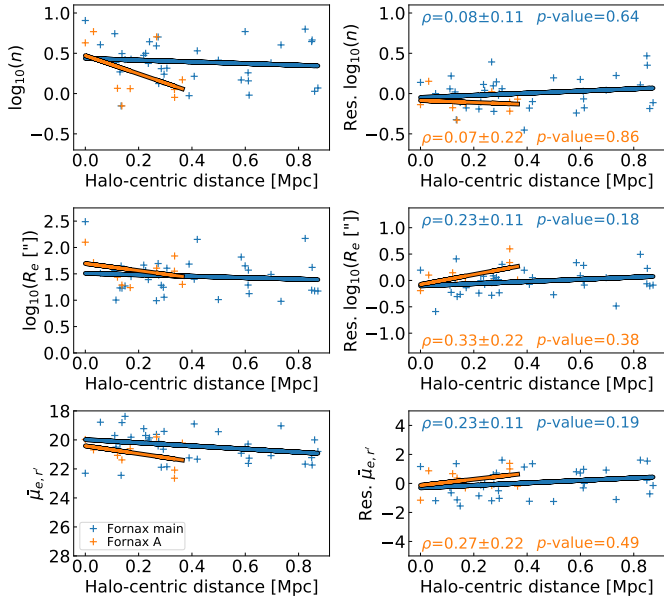 log₁₀(n)
1.0
0.5
0.0
−0.5
0.0 0.2 0.4 0.6 0.8
Halo-centric distance [Mpc]
Res. log₁₀(n)
ρ=0.08±0.11 p-value=0.64
1.0
0.5
0.0
−0.5
ρ=0.07±0.22 p-value=0.86
0.0 0.2 0.4 0.6 0.8
Halo-centric distance [Mpc]
log₁₀(Rₑ ["])
2.5
2.0
1.5
1.0
0.5
0.0
0.0 0.2 0.4 0.6 0.8
Halo-centric distance [Mpc]
Res. log₁₀(Rₑ ["])
ρ=0.23±0.11 p-value=0.18
1.0
0.5
0.0
−0.5
−1.0
ρ=0.33±0.22 p-value=0.38
0.0 0.2 0.4 0.6 0.8
Halo-centric distance [Mpc]
μ̄e,r′
18
20
22
24
26
28
Fornax main
Fornax A
0.0 0.2 0.4 0.6 0.8
Halo-centric distance [Mpc]
Res. μ̄e,r′
ρ=0.23±0.11 p-value=0.19
4
2
0
−2
−4
ρ=0.27±0.22 p-value=0.49
0.0 0.2 0.4 0.6 0.8
Halo-centric distance [Mpc]